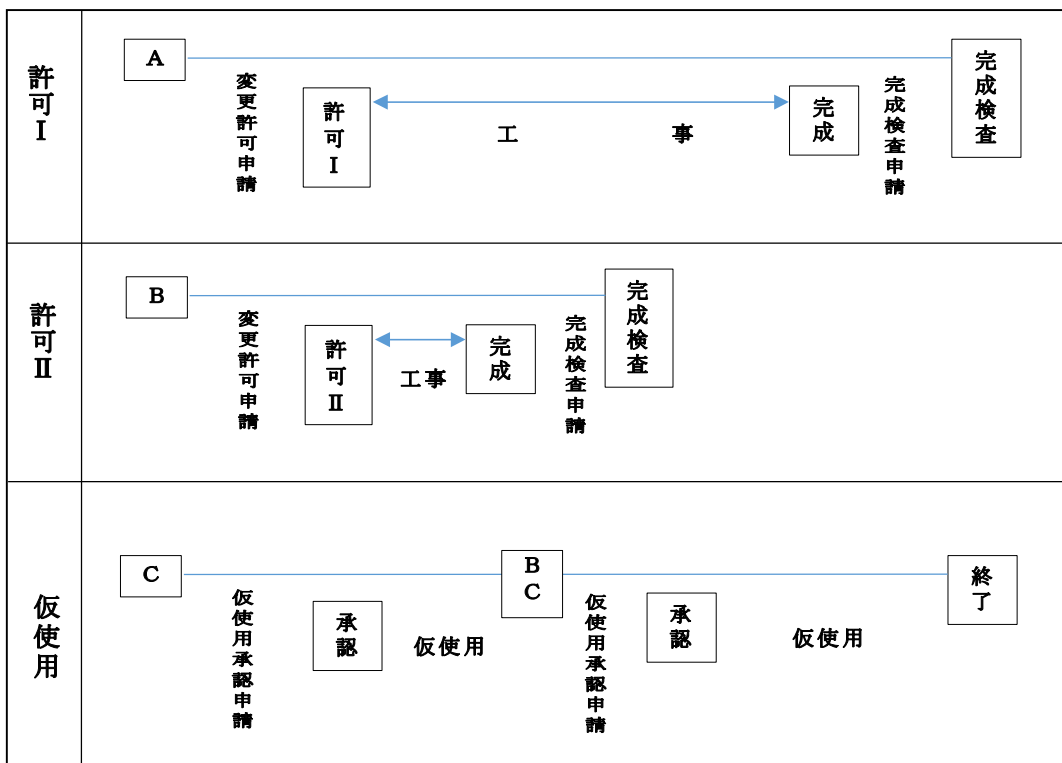 許可Ⅰ
A
変更許可申請
許可Ⅰ
工　　　事
完成
完成検査申請
完成検査
許可Ⅱ
B
変更許可申請
許可Ⅱ
工事
完成
完成検査申請
完成検査
仮使用
C
仮使用承認申請
承認
仮使用
BC
仮使用承認申請
承認
仮使用
終了